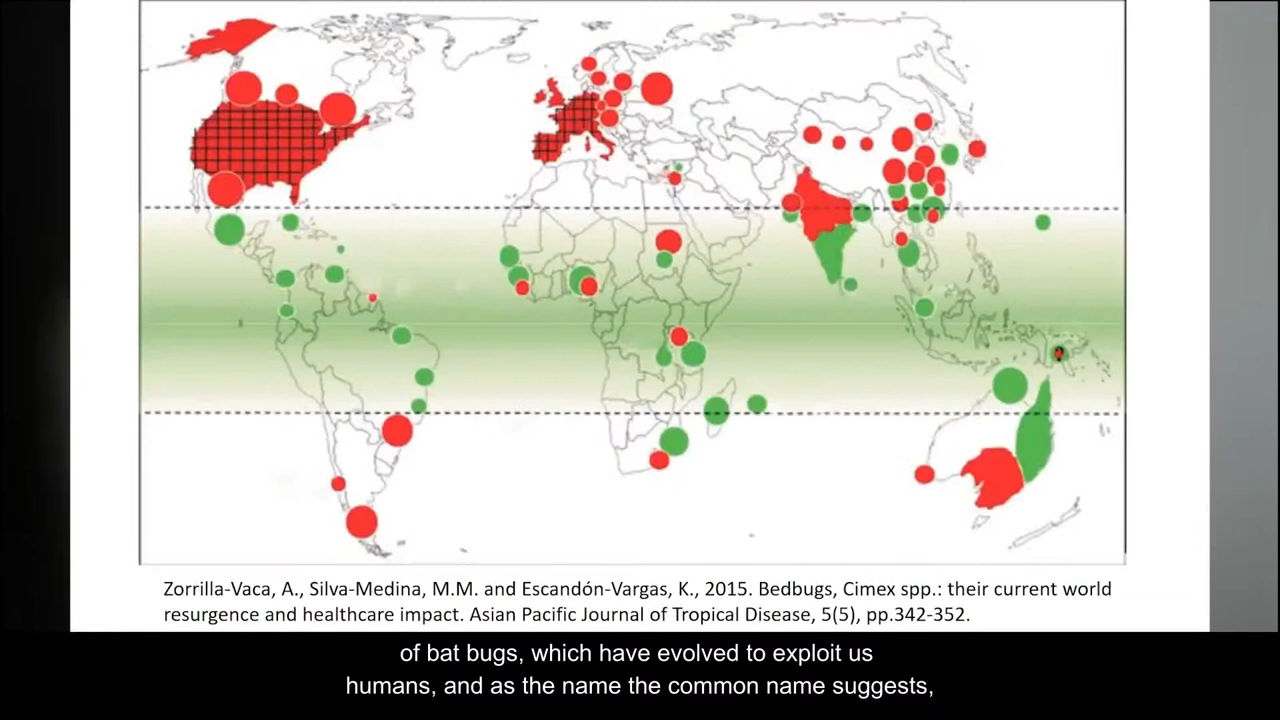 Zorrilla-Vaca, A., Silva-Medina, M.M. and Escandón-Vargas, K., 2015. Bedbugs, Cimex spp.: their current world
resurgence and healthcare impact. Asian Pacific Journal of Tropical Disease, 5(5), pp.342-352.
of bat bugs, which have evolved to exploit us
humans, and as the name the common name suggests,